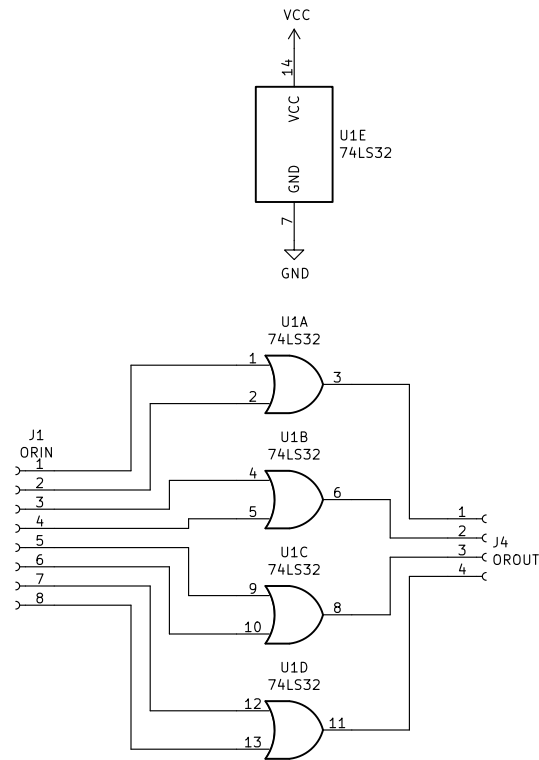 VCC
14
VCC
U1E
74LS32
GND
7
GND
U1A
74LS32
1
3
2
J1
ORIN
U1B
74LS32
1
2
3
4
5
6
7
8
4
6
5
1
2
3
4
J4
OROUT
U1C
74LS32
9
8
10
U1D
74LS32
12
11
13